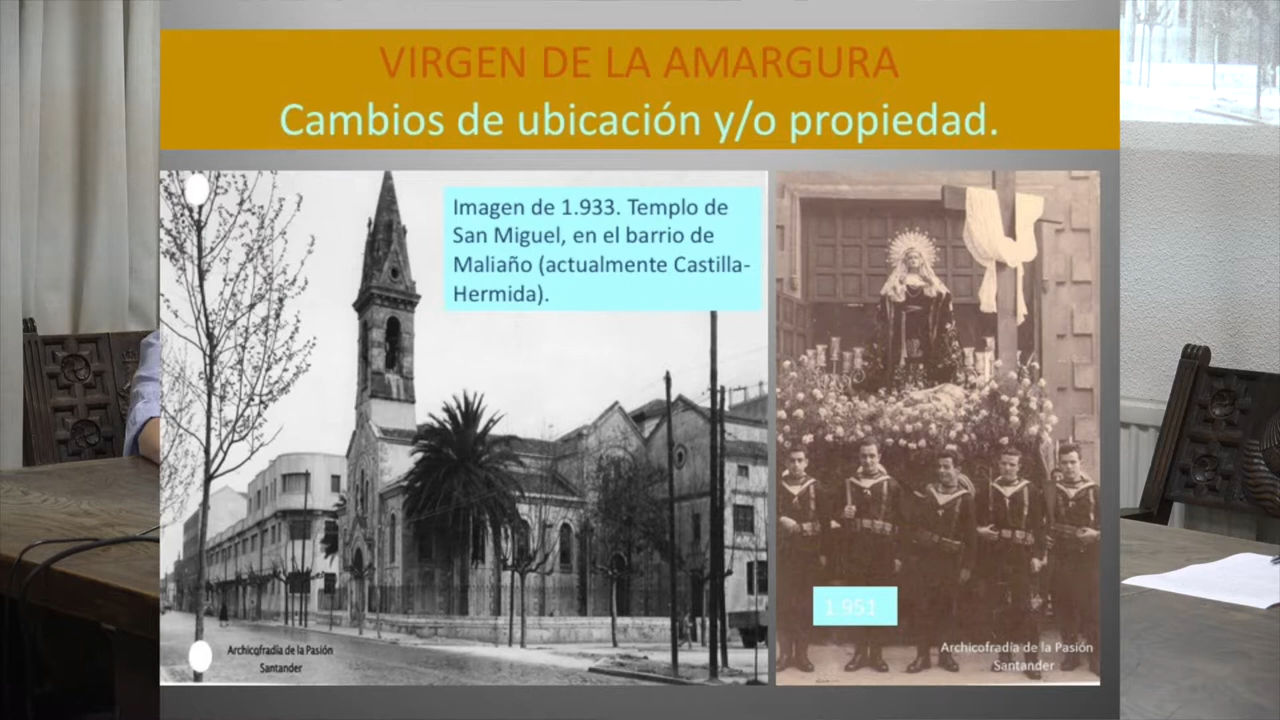 VIRGEN DE LA AMARGURA
Cambios de ubicación y/o propiedad.
Imagen de 1.933. Templo de
San Miguel, en el barrio de
Maliaño (actualmente Castilla-
Hermida).
Archicofradía de la Pasión
Santander
1.951
Archicofradía de la Pasión
Santander